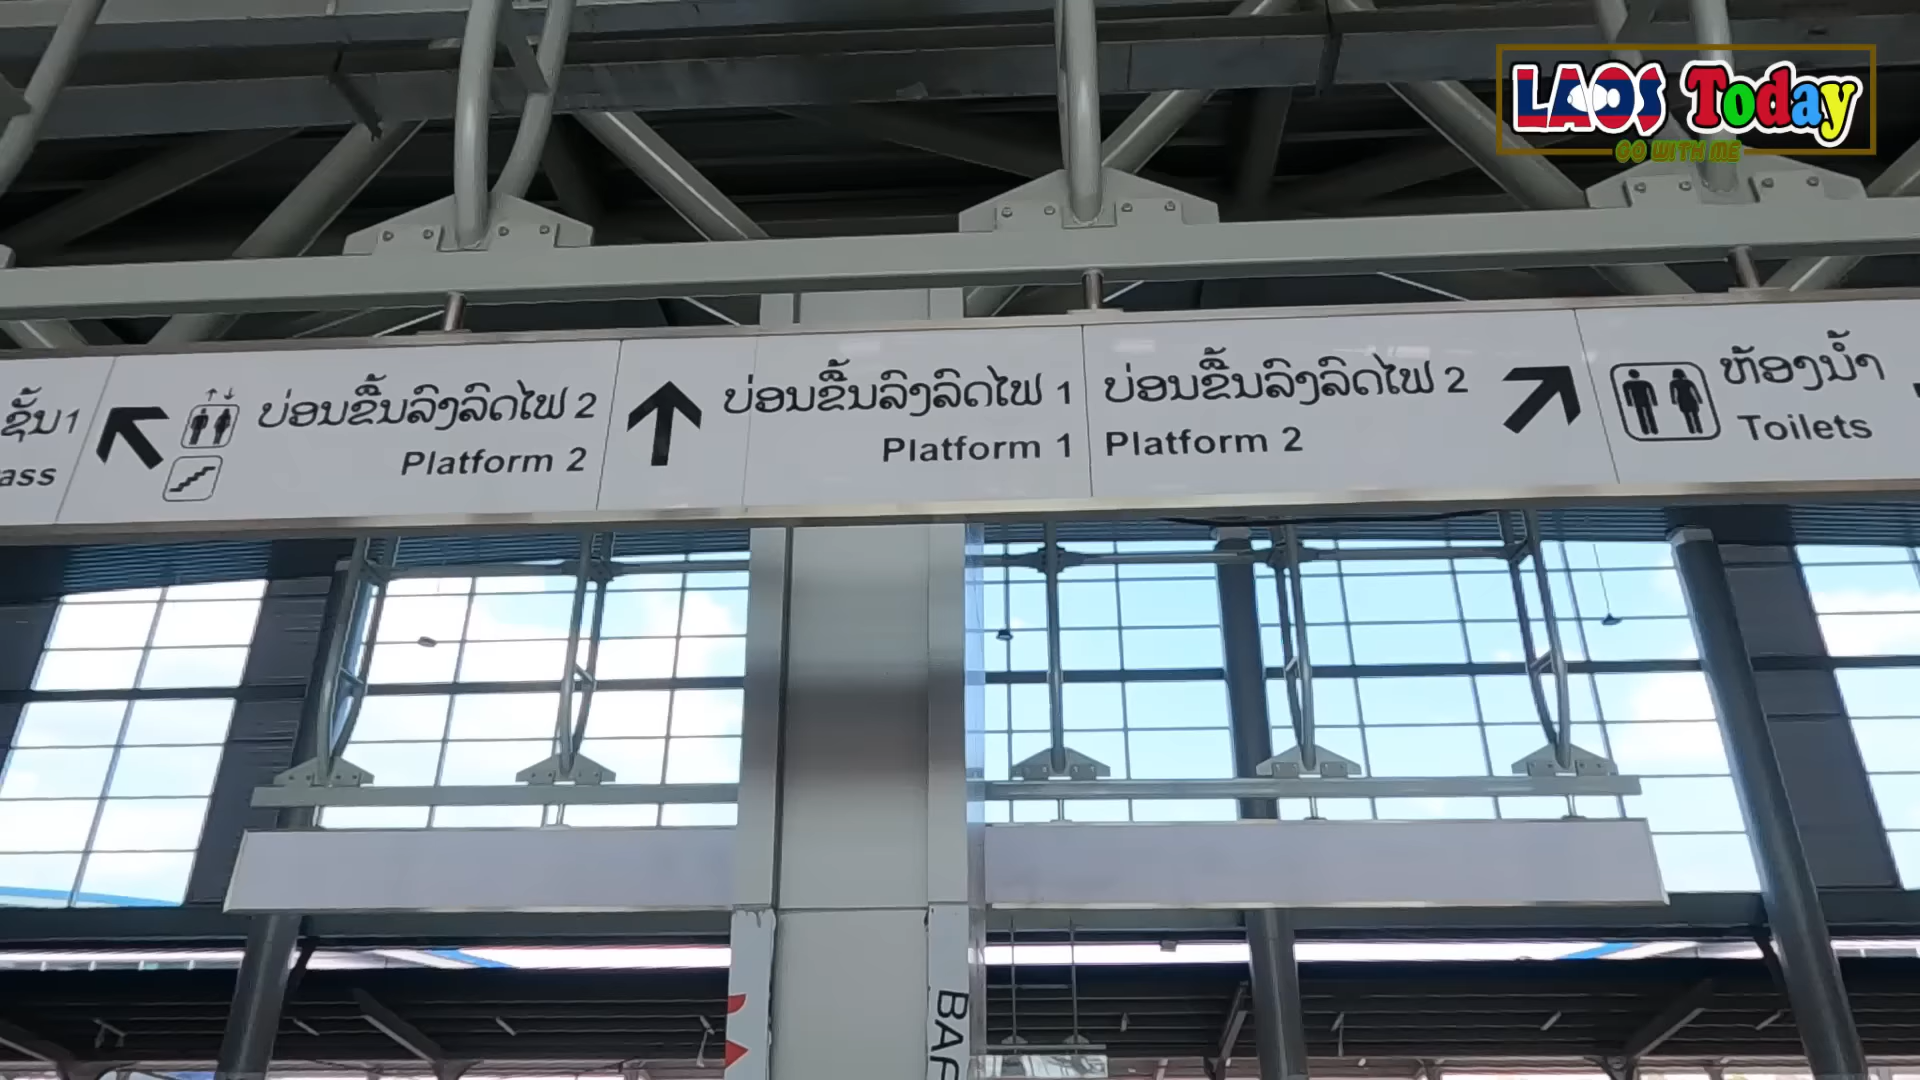 LAOS Today
GO WITH ME
ຊັ້ນ1
ass
ບ່ອນຂຶ້ນລົງລົດໄຟ 2
Platform 2
ບ່ອນຂຶ້ນລົງລົດໄຟ 1
Platform 1
ບ່ອນຂຶ້ນລົງລົດໄຟ 2
Platform 2
ຫ້ອງນ້ຳ
Toilets
BAR